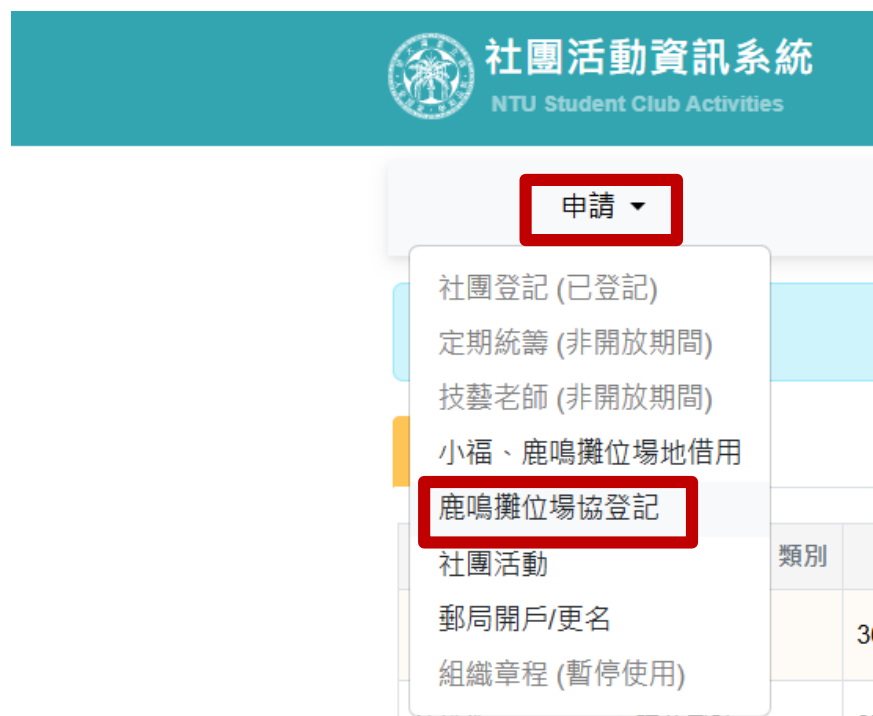 社團活動資訊系統
NTU Student Club Activities
申請
社團登記 (已登記)
定期統籌 (非開放期間)
技藝老師 (非開放期間)
小福、鹿鳴攤位場地借用
鹿鳴攤位場協登記
社團活動
類別
郵局開戶/更名
組織章程 (暫停使用)